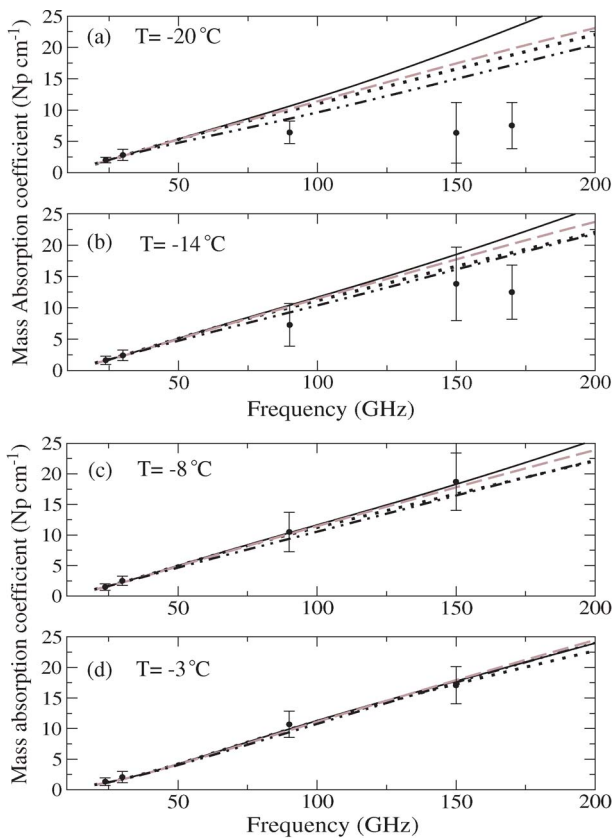 25
20
15
10
5
0
(a) T= -20 °C
50 100 150 200
25
20
15
10
5
0
(b) T= -14 °C
50 100 150 200
Frequency (GHz)
Mass Absorption coefficient (Np cm-1)
25
20
15
10
5
0
(c) T= -8 °C
50 100 150 200
25
20
15
10
5
0
(d) T= -3 °C
50 100 150 200
Frequency (GHz)
Mass absorption coefficient (Np cm-1)